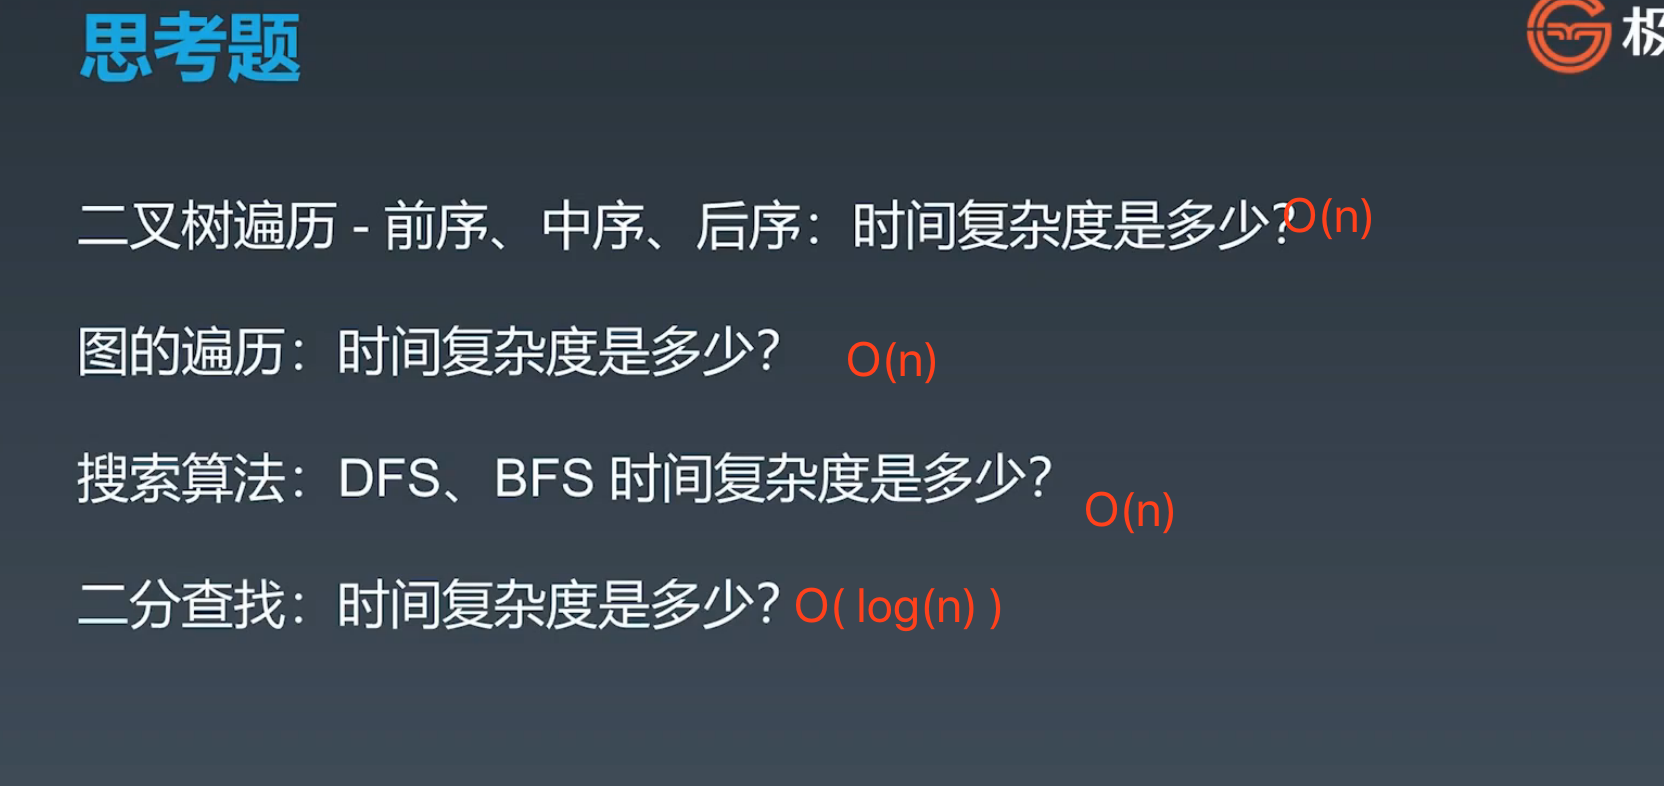 思考题
极
二叉树遍历 - 前序、中序、后序：时间复杂度是多少？O(n)
图的遍历：时间复杂度是多少？ O(n)
搜索算法：DFS、BFS 时间复杂度是多少？ O(n)
二分查找：时间复杂度是多少？ O( log(n) )